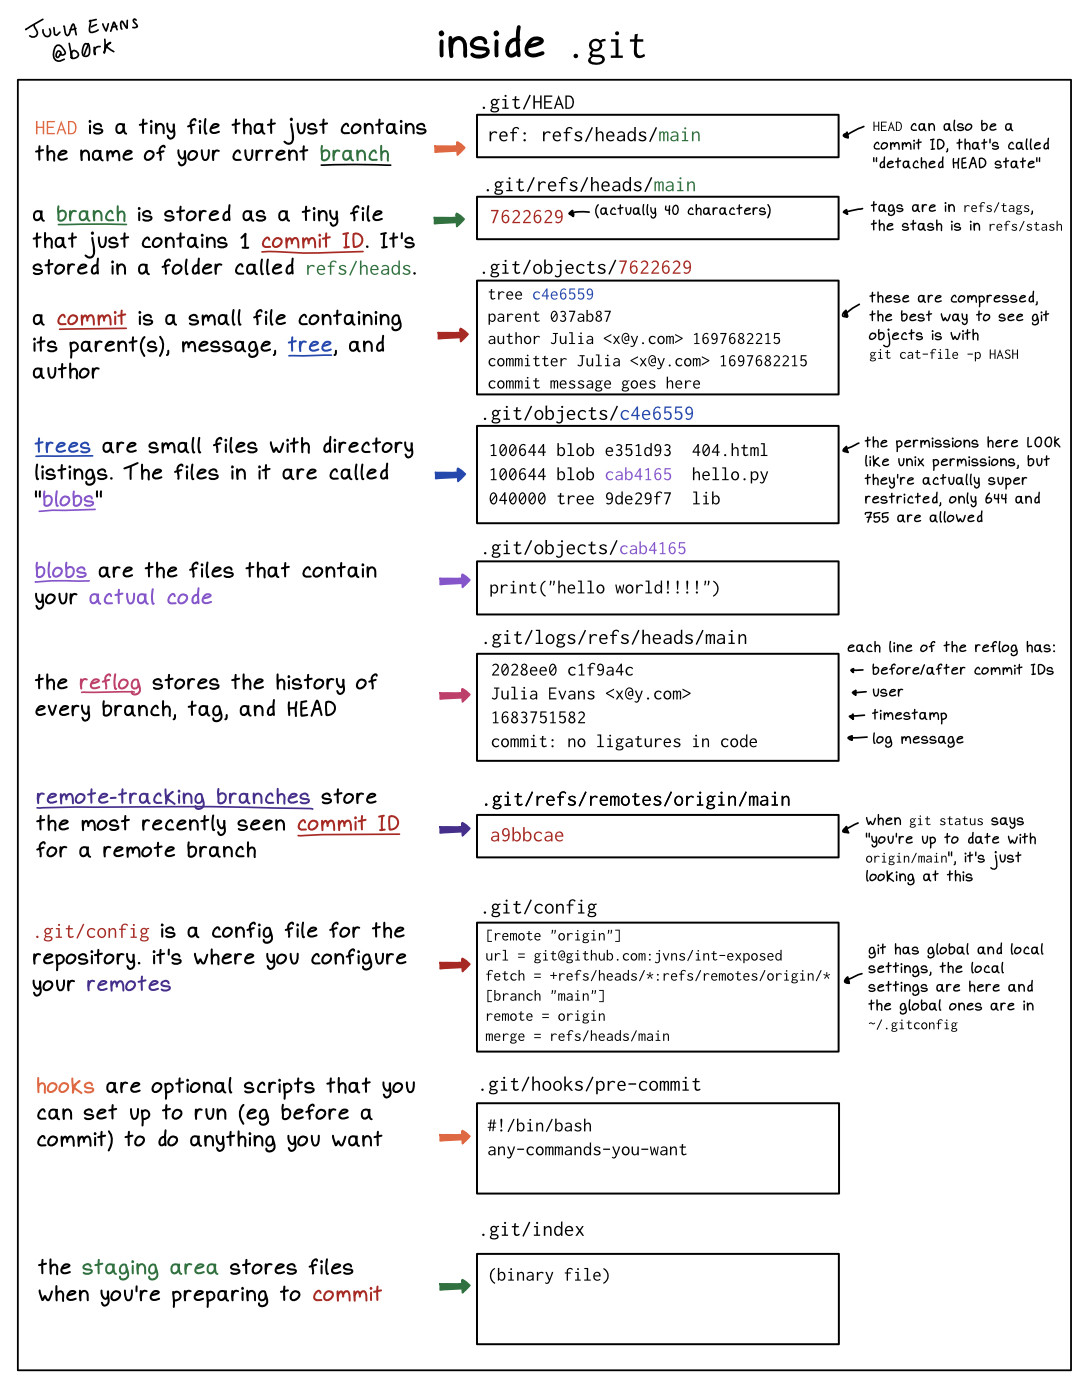 JULIA EVANS
@b0rk
inside .git
HEAD is a tiny file that just contains
the name of your current branch
.git/HEAD
ref: refs/heads/main
HEAD can also be a
commit ID, that's called
"detached HEAD state"
a branch is stored as a tiny file
that just contains 1 commit ID. It's
stored in a folder called refs/heads.
.git/refs/heads/main
7622629 (actually 40 characters)
tags are in refs/tags,
the stash is in refs/stash
a commit is a small file containing
its parent(s), message, tree, and
author
.git/objects/7622629
tree c4e6559
parent 037ab87
author Julia <x@y.com> 1697682215
committer Julia <x@y.com> 1697682215
commit message goes here
these are compressed,
the best way to see git
objects is with
git cat-file -p HASH
trees are small files with directory
listings. The files in it are called
"blobs"
.git/objects/c4e6559
100644 blob e351d93 404.html
100644 blob cab4165 hello.py
040000 tree 9de29f7 lib
the permissions here LOOK
like unix permissions, but
they're actually super
restricted, only 644 and
755 are allowed
blobs are the files that contain
your actual code
.git/objects/cab4165
print("hello world!!!!")
the reflog stores the history of
every branch, tag, and HEAD
.git/logs/refs/heads/main
2028ee0 c1f9a4c
Julia Evans <x@y.com>
1683751582
commit: no ligatures in code
each line of the reflog has:
before/after commit IDs
user
timestamp
log message
remote-tracking branches store
the most recently seen commit ID
for a remote branch
.git/refs/remotes/origin/main
a9bbcae
when git status says
"you're up to date with
origin/main", it's just
looking at this
.git/config is a config file for the
repository. it's where you configure
your remotes
.git/config
[remote "origin"]
url = git@github.com:jvns/int-exposed
fetch = +refs/heads/*:refs/remotes/origin/*
[branch "main"]
remote = origin
merge = refs/heads/main
git has global and local
settings, the local
settings are here and
the global ones are in
~/.gitconfig
hooks are optional scripts that you
can set up to run (eg before a
commit) to do anything you want
.git/hooks/pre-commit
#!/bin/bash
any-commands-you-want
the staging area stores files
when you're preparing to commit
.git/index
(binary file)